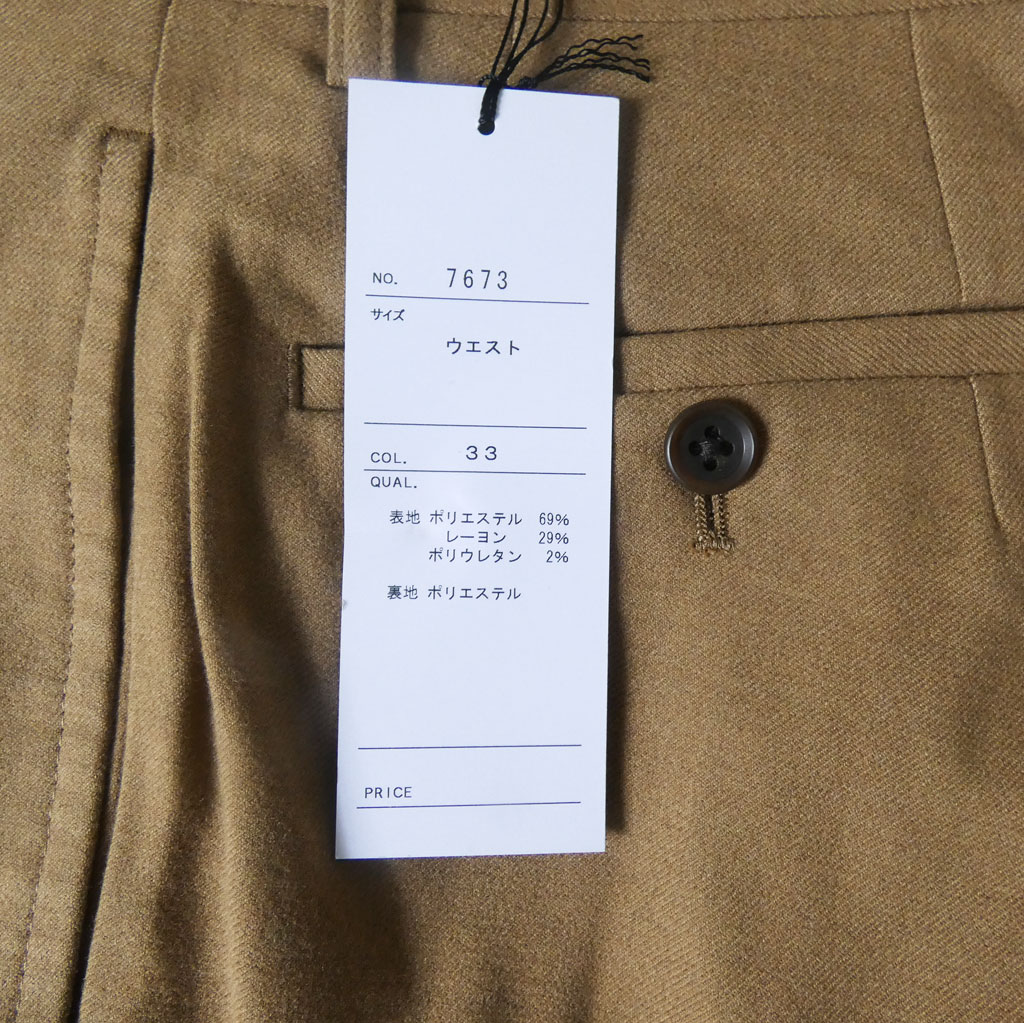 NO. 7673
サイズ
ウエスト
COL. 33
QUAL.
表地 ポリエステル 69%
レーヨン 29%
ポリウレタン 2%
裏地 ポリエステル
PRICE